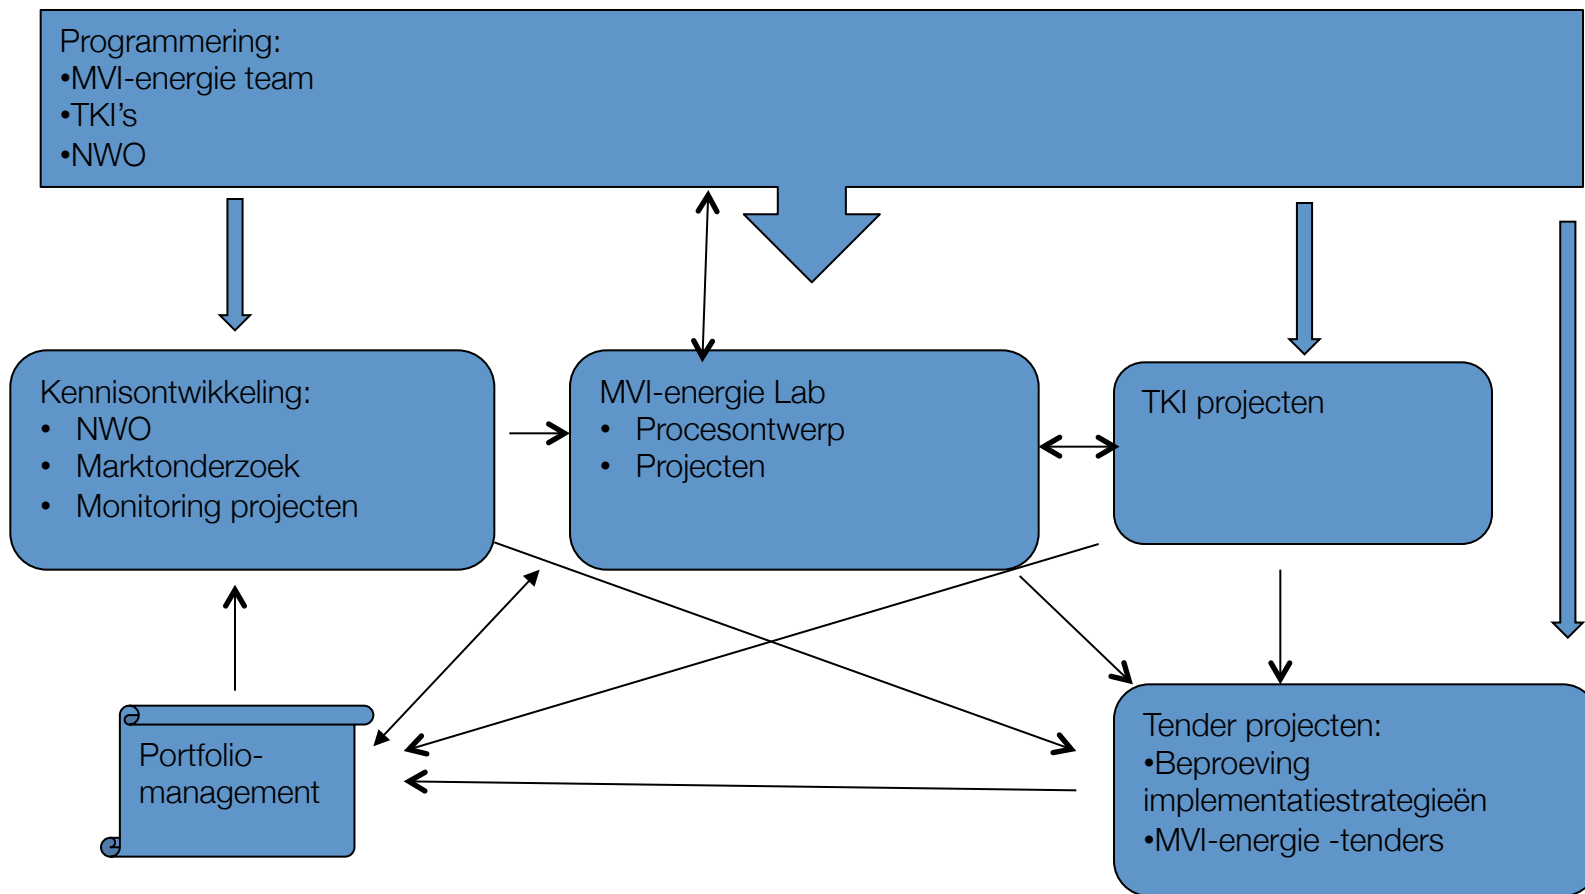 Programmering:
•MVI-energie team
•TKI’s
•NWO
Kennisontwikkeling:
• NWO
• Marktonderzoek
• Monitoring projecten
MVI-energie Lab
• Procesontwerp
• Projecten
TKI projecten
Portfolio-
management
Tender projecten:
•Beproeving
implementatiestrategieën
•MVI-energie -tenders